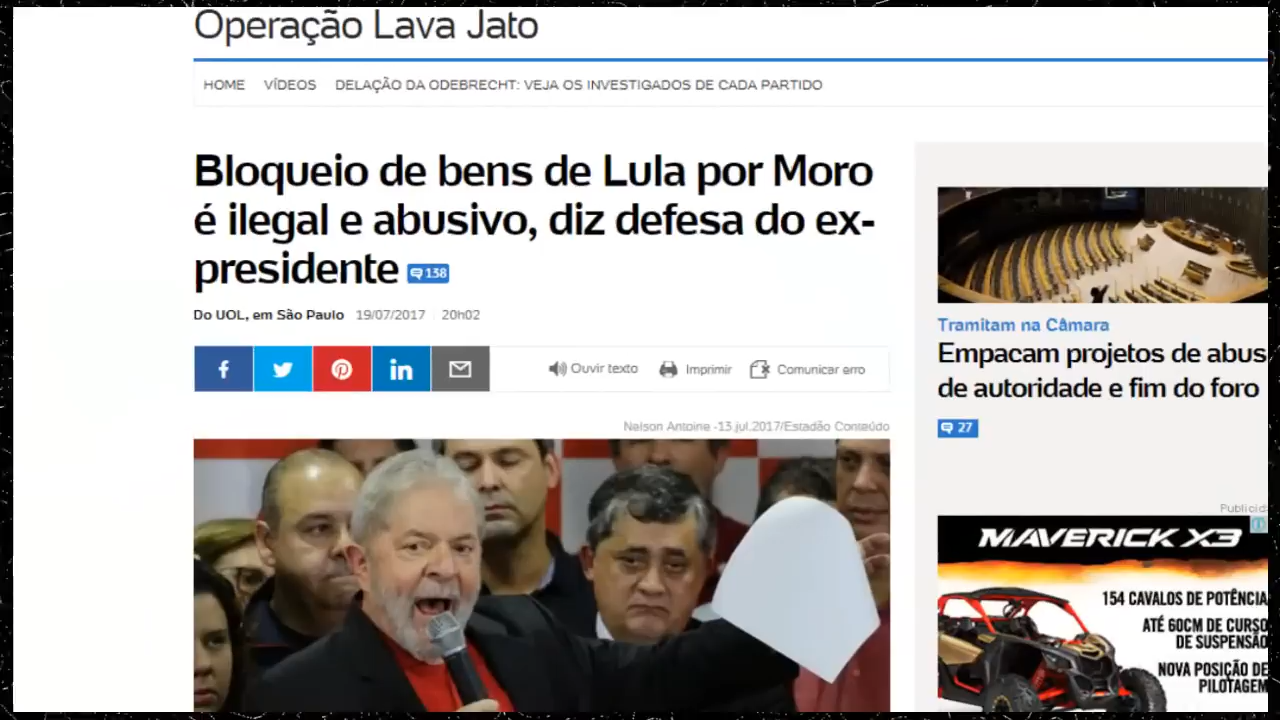 Operação Lava Jato
HOME VÍDEOS DELAÇÃO DA ODEBRECHT: VEJA OS INVESTIGADOS DE CADA PARTIDO
Bloqueio de bens de Lula por Moro
é ilegal e abusivo, diz defesa do ex-
presidente 138
Do UOL, em São Paulo 19/07/2017 20h02
f in Ouvir texto Imprimir Comunicar erro
Nelson Antoine -13.jul.2017/Estadão Conteúdo
Tramitam na Câmara
Empacam projetos de abus
de autoridade e fim do foro
27
Publicid
MAVERICK X3
154 CAVALOS DE POTÊNCIA
ATÉ 60CM DE CURSO
DE SUSPENSÃO
NOVA POSIÇÃO DE
PILOTAGEM